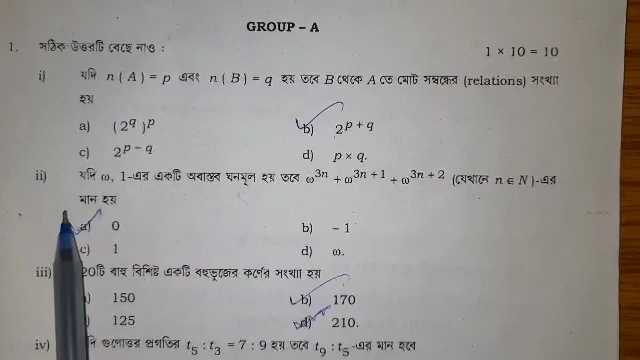 GROUP – A
1. সঠিক উত্তরটি বেছে নাও : 1 × 10 = 10
i) যদি n ( A ) = p এবং n ( B ) = q হয় তবে B থেকে A তে মোট সম্বন্ধের (relations) সংখ্যা
হয়
a) (2^q)^p b) 2^{p + q}
c) 2^{p – q} d) p × q.
ii) যদি ω, 1-এর একটি অবাস্তব ঘনমূল হয় তবে ω^{3n} + ω^{3n + 1} + ω^{3n + 2} (যেখানে n ∈ N)-এর
মান হয়
a) 0 b) – 1
c) 1 d) ω.
iii) 20টি বাহু বিশিষ্ট একটি বহুভুজের কর্ণের সংখ্যা হয়
150 b) 170
125 d) 210.
iv) গুণোত্তর প্রগতির t₅ : t₃ = 7 : 9 হয় তবে t₉ : t₅-এর মান হবে